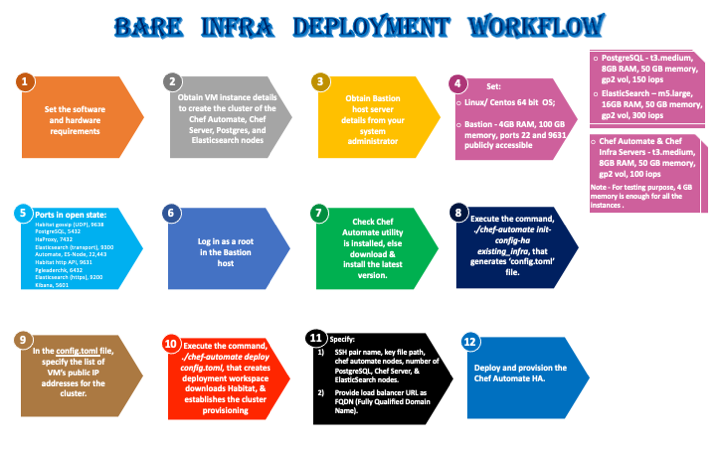 BARE INFRA DEPLOYMENT WORKFLOW
1
Set the software
and hardware
requirements
2
Obtain VM instance details
to create the cluster of the
Chef Automate, Chef
Server, Postgres, and
Elasticsearch nodes
3
Obtain Bastion
host server
details from your
system
administrator
4
Set:
o Linux/ Centos 64 bit OS;
o Bastion - 4GB RAM, 100 GB
memory, ports 22 and 9631
publicly accessible
o PostgreSQL - t3.medium,
8GB RAM, 50 GB memory,
gp2 vol, 150 iops
o ElasticSearch – m5.large,
16GB RAM, 50 GB memory,
gp2 vol, 300 iops
o Chef Automate & Chef
Infra Servers - t3.medium,
8GB RAM, 50 GB memory,
gp2 vol, 100 iops
Note - For testing purpose, 4 GB
memory is enough for all the
instances .
5
Ports in open state:
Habitat gossip (UDP), 9638
PostgreSQL, 5432
HaProxy, 7432
Elasticsearch (transport), 9300
Automate, ES-Node, 22,443
Habitat http API, 9631
Pgleaderchk, 6432
Elasticsearch (https), 9200
Kibana, 5601
6
Log in as a root
in the Bastion
host
7
Check Chef
Automate utility
is installed, else
download &
install the latest
version.
8
Execute the command,
./chef-automate init-
config-ha
existing_infra, that
generates ‘config.toml’
file.
9
In the config.toml file,
specify the list of
VM's public IP
addresses for the
cluster.
10
Execute the command,
./chef-automate deploy
config.toml, that creates
deployment workspace
downloads Habitat, &
establishes the cluster
provisioning
11
Specify:
1) SSH pair name, key file path,
chef automate nodes, number of
PostgreSQL, Chef Server, &
ElasticSearch nodes.
2) Provide load balancer URL as
FQDN (Fully Qualified Domain
Name).
12
Deploy and provision the
Chef Automate HA.